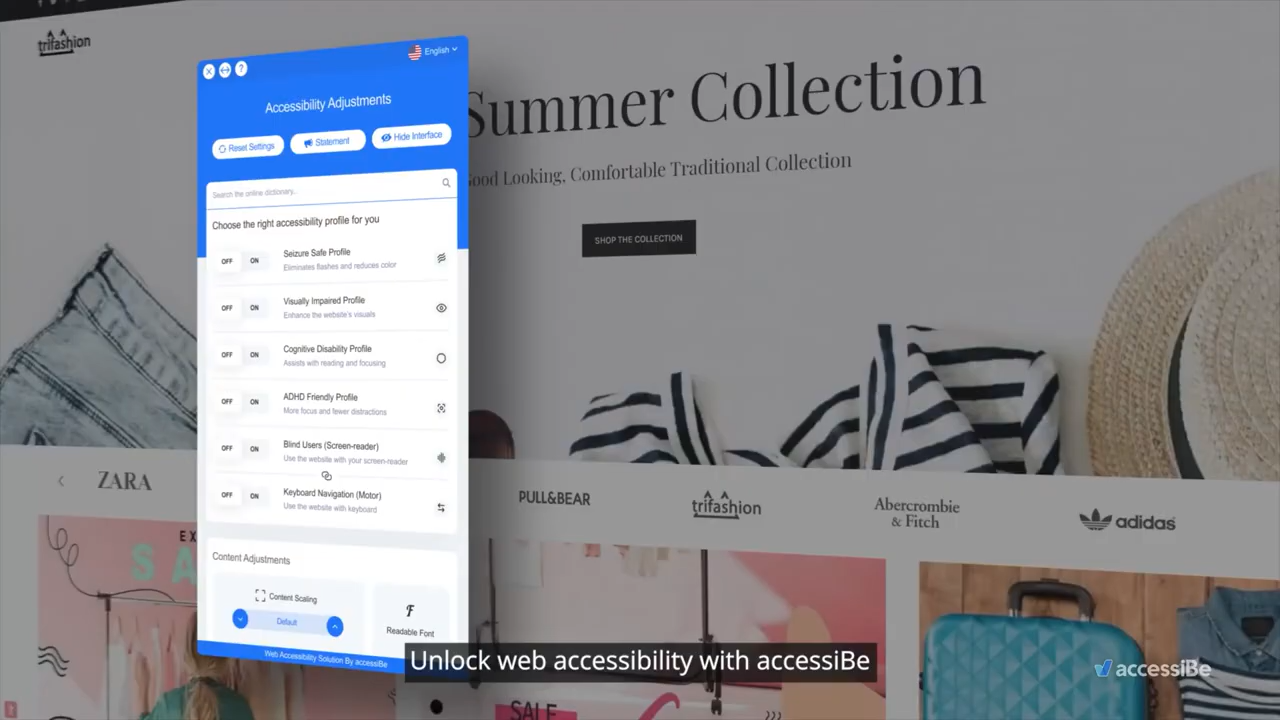 trifashion
English
Accessibility Adjustments
Reset Settings
Statement
Hide Interface
Search the online dictionary...
Choose the right accessibility profile for you
OFF ON Seizure Safe Profile
Eliminates flashes and reduces color
OFF ON Visually Impaired Profile
Enhance the website's visuals
OFF ON Cognitive Disability Profile
Assists with reading and focusing
OFF ON ADHD Friendly Profile
More focus and fewer distractions
OFF ON Blind Users (Screen-reader)
Use the website with your screen-reader
OFF ON Keyboard Navigation (Motor)
Use the website with keyboard
Content Adjustments
Content Scaling
Default
Readable Font
Web Accessibility Solution By accessiBe
Summer Collection
Good Looking, Comfortable Traditional Collection
SHOP THE COLLECTION
ZARA
PULL&BEAR
trifashion
Abercrombie
& Fitch
adidas
EX
SA
SALE
Unlock web accessibility with accessiBe
accessiBe